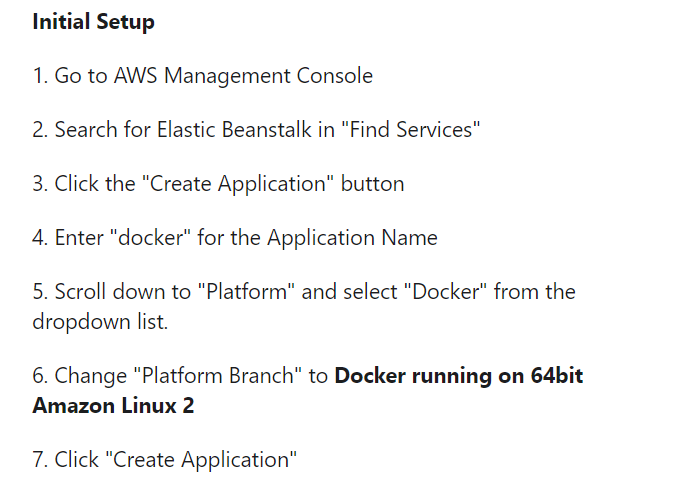 Initial Setup
1. Go to AWS Management Console
2. Search for Elastic Beanstalk in "Find Services"
3. Click the "Create Application" button
4. Enter "docker" for the Application Name
5. Scroll down to "Platform" and select "Docker" from the
dropdown list.
6. Change "Platform Branch" to Docker running on 64bit
Amazon Linux 2
7. Click "Create Application"